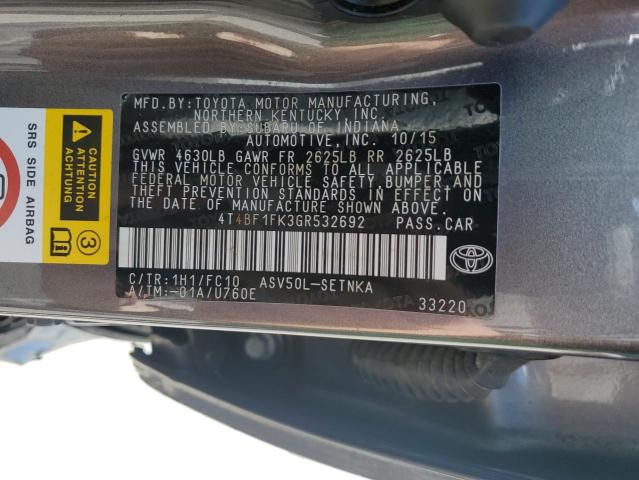 MFD.BY:TOYOTA MOTOR MANUFACTURING,
NORTHERN KENTUCKY,INC.
ASSEMBLED BY:SUBARU OF INDIANA
AUTOMOTIVE,INC. 10/15
GVWR 4630LB GAWR FR 2625LB RR 2625LB
THIS VEHICLE CONFORMS TO ALL APPLICABLE
FEDERAL MOTOR VEHICLE SAFETY,BUMPER,AND
THEFT PREVENTION STANDARDS IN EFFECT ON
THE DATE OF MANUFACTURE SHOWN ABOVE.
4T4BF1FK3GR532692 PASS.CAR
C/TR:1H1/FC10 ASV50L-SETNKA
A/TM:-01A/U760E 33220
SRS SIDE AIRBAG
3